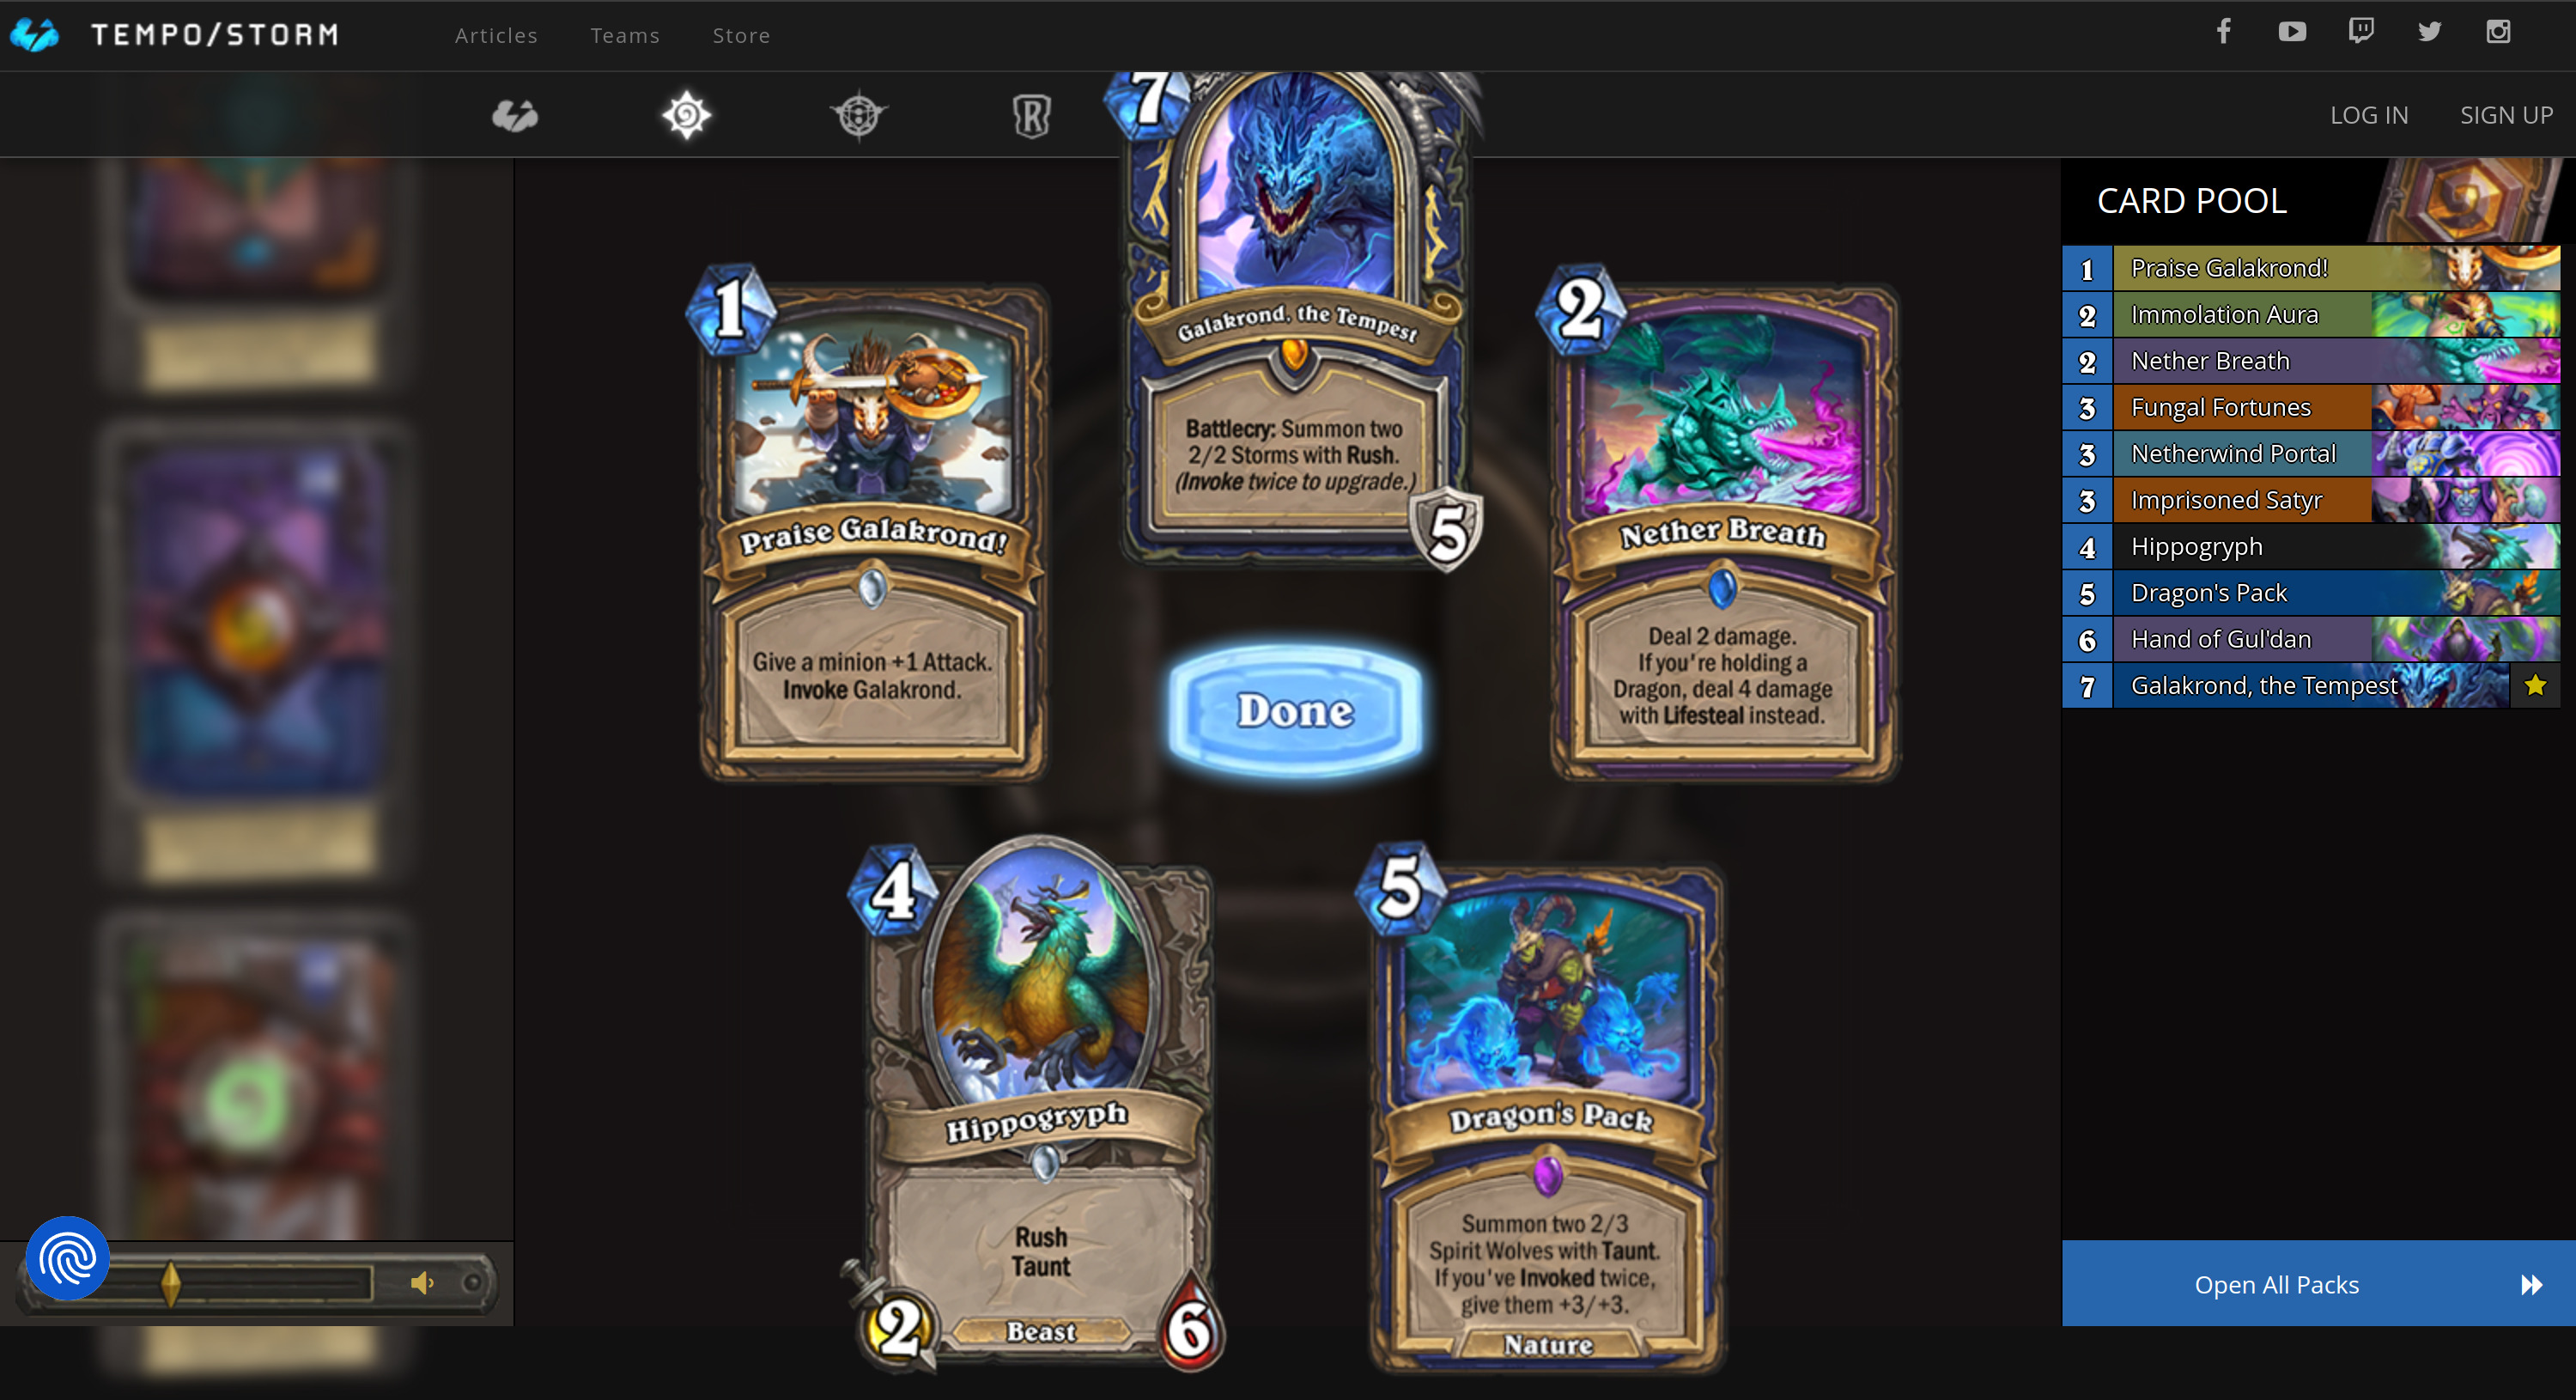 TEMPO/STORM
Articles
Teams
Store
LOG IN
SIGN UP
7
Galakrond, the Tempest
Battlecry: Summon two
2/2 Storms with Rush.
(Invoke twice to upgrade.)
5
1
Praise Galakrond!
Give a minion +1 Attack.
Invoke Galakrond.
2
Nether Breath
Deal 2 damage.
If you're holding a
Dragon, deal 4 damage
with Lifesteal instead.
Done
4
Hippogryph
Rush
Taunt
2
Beast
6
5
Dragon's Pack
Summon two 2/3
Spirit Wolves with Taunt.
If you've Invoked twice,
give them +3/+3.
Nature
CARD POOL
1 Praise Galakrond!
2 Immolation Aura
2 Nether Breath
3 Fungal Fortunes
3 Netherwind Portal
3 Imprisoned Satyr
4 Hippogryph
5 Dragon's Pack
6 Hand of Gul'dan
7 Galakrond, the Tempest
Open All Packs